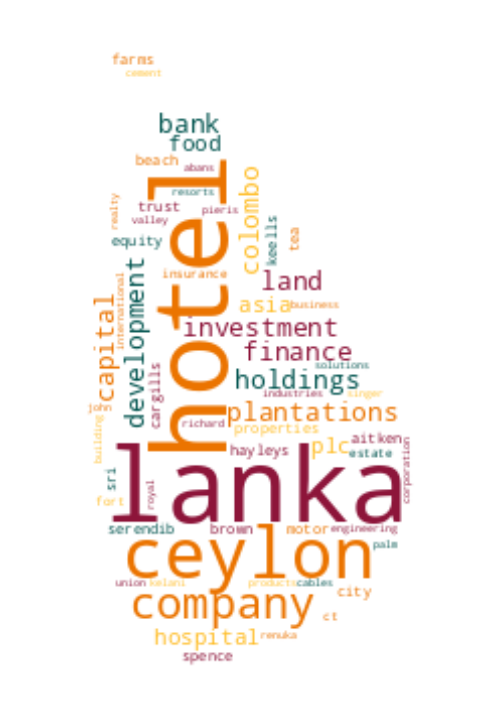 farms
cement
bank
food
beach
abans
hotel
resorts
colombo
realty
trust
pieris
valley
keells
tea
equity
development
insurance
land
capital
international
asia
business
investment
finance
solutions
holdings
cargills
industries
singer
john
plantations
building
richard
properties
aitken
plc
hayleys
estate
corporation
lanka
sri
royal
fort
serendib
brown
motor
engineering
ceylon
palm
union
kelani
products
cables
company
city
ct
hospital
renuka
spence